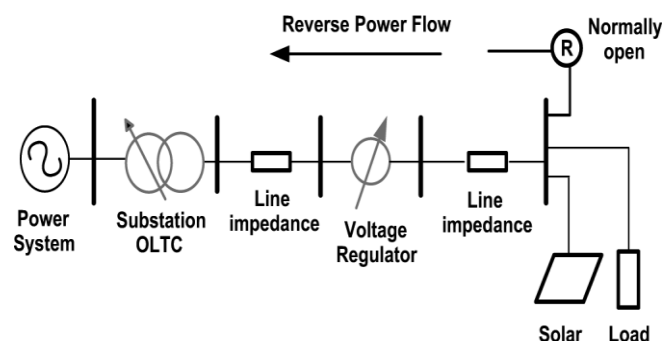 Reverse Power Flow
Normally
open
R
Power
System
Substation
OLTC
Line
impedance
Voltage
Regulator
Line
impedance
Solar
Load